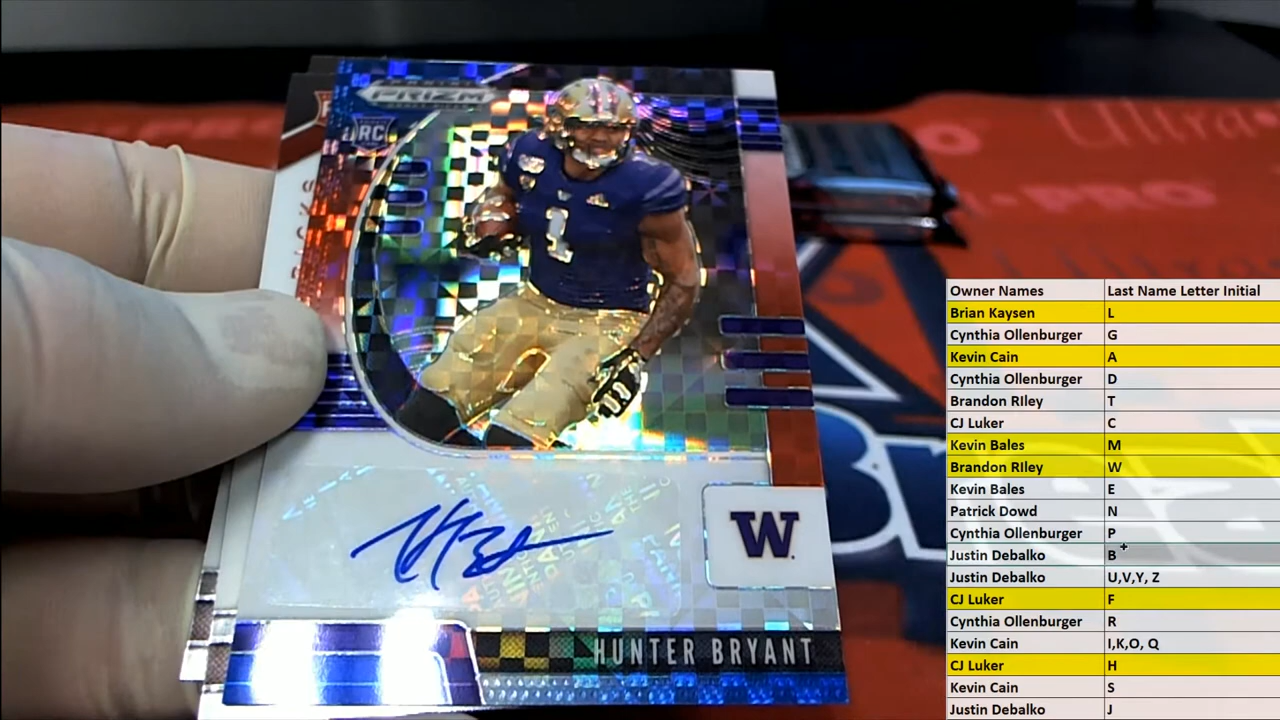 PRIZM
RC
1
W
HUNTER BRYANT
Owner Names Last Name Letter Initial
Brian Kaysen L
Cynthia Ollenburger G
Kevin Cain A
Cynthia Ollenburger D
Brandon RIley T
CJ Luker C
Kevin Bales M
Brandon RIley W
Kevin Bales E
Patrick Dowd N
Cynthia Ollenburger P
Justin Debalko B
Justin Debalko U,V,Y, Z
CJ Luker F
Cynthia Ollenburger R
Kevin Cain I,K,O, Q
CJ Luker H
Kevin Cain S
Justin Debalko J